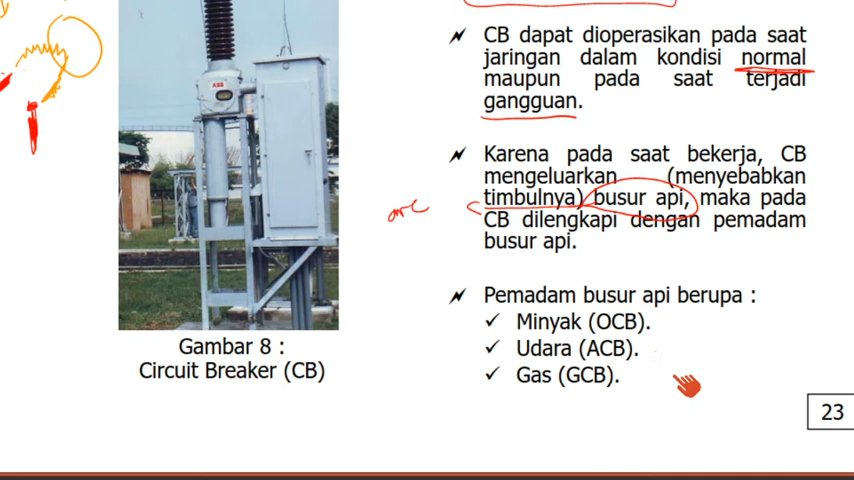 CB dapat dioperasikan pada saat
jaringan dalam kondisi normal
maupun pada saat terjadi
gangguan.
Karena pada saat bekerja, CB
mengeluarkan (menyebabkan
timbulnya) busur api, maka pada
CB dilengkapi dengan pemadam
busur api.
arc
Pemadam busur api berupa :
✓ Minyak (OCB).
✓ Udara (ACB).
✓ Gas (GCB).
ABB
Gambar 8 :
Circuit Breaker (CB)
23